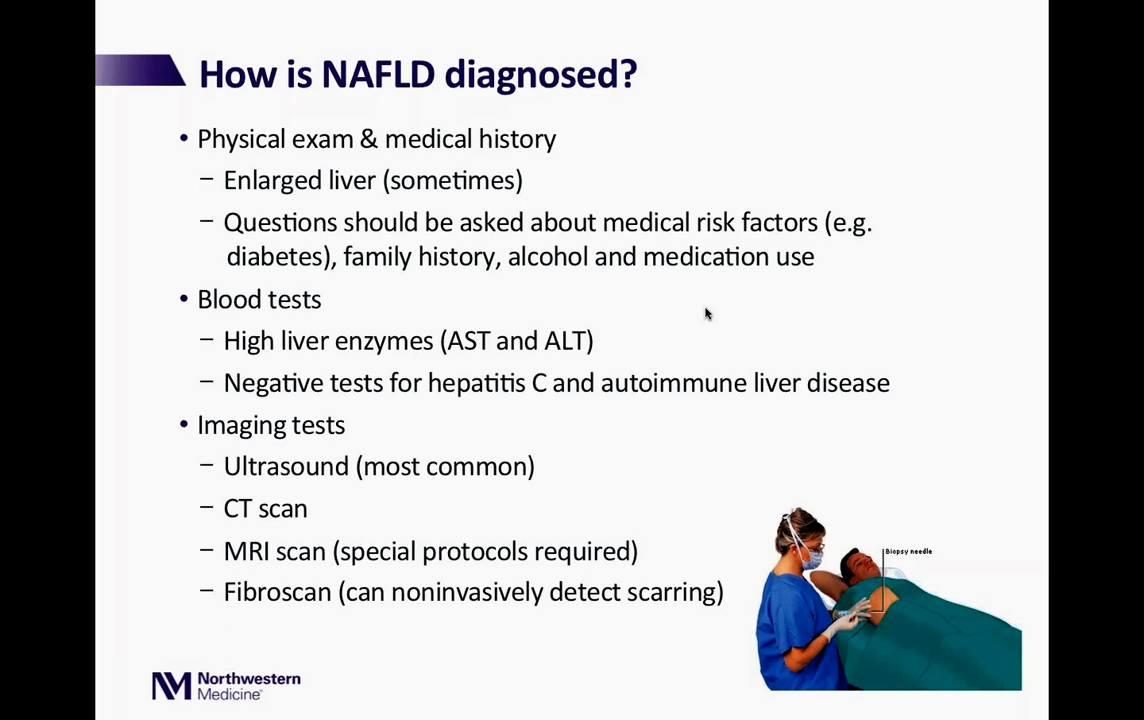 How is NAFLD diagnosed?
• Physical exam & medical history
– Enlarged liver (sometimes)
– Questions should be asked about medical risk factors (e.g.
diabetes), family history, alcohol and medication use
• Blood tests
– High liver enzymes (AST and ALT)
– Negative tests for hepatitis C and autoimmune liver disease
• Imaging tests
– Ultrasound (most common)
– CT scan
– MRI scan (special protocols required)
– Fibroscan (can noninvasively detect scarring)
Biopsy needle
NM Northwestern
Medicine®